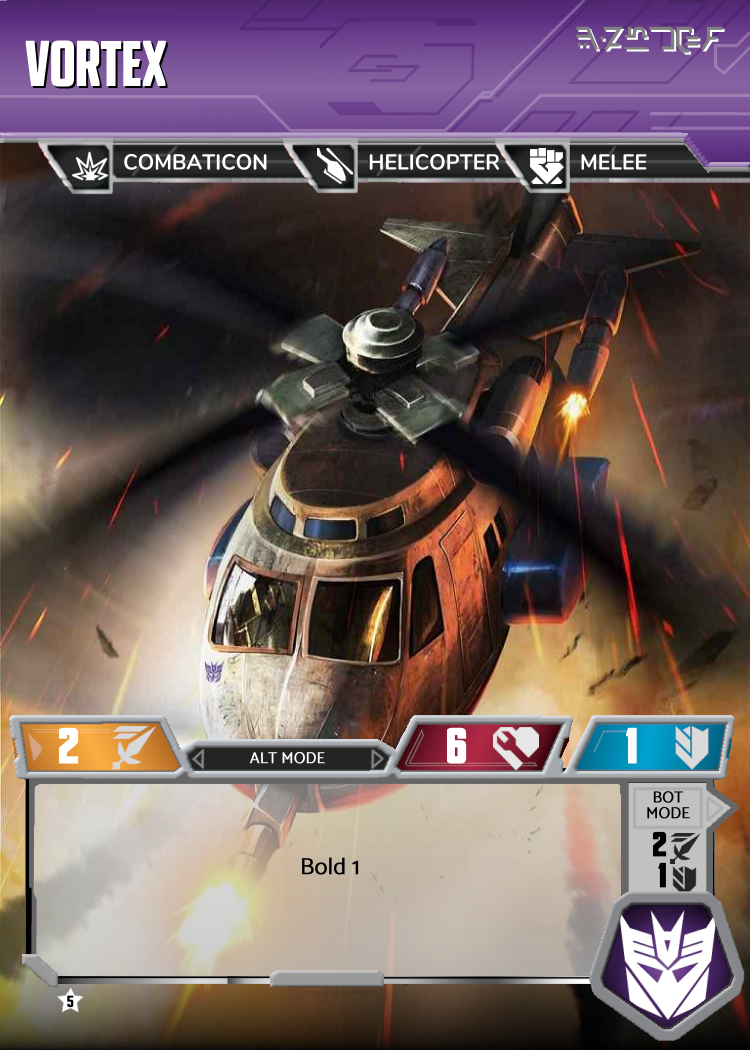 VORTEX
COMBATICON
HELICOPTER
MELEE
2
ALT MODE
6
1
Bold 1
BOT
MODE
2
1
5